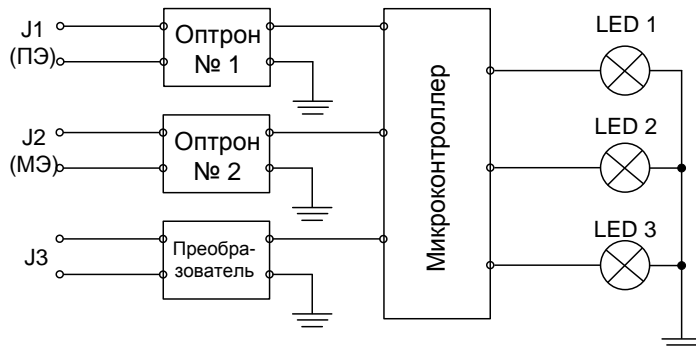 J1
(ПЭ)
Оптрон
№ 1
J2
(МЭ)
Оптрон
№ 2
J3
Преобра-
зователь
Микроконтроллер
LED 1
LED 2
LED 3